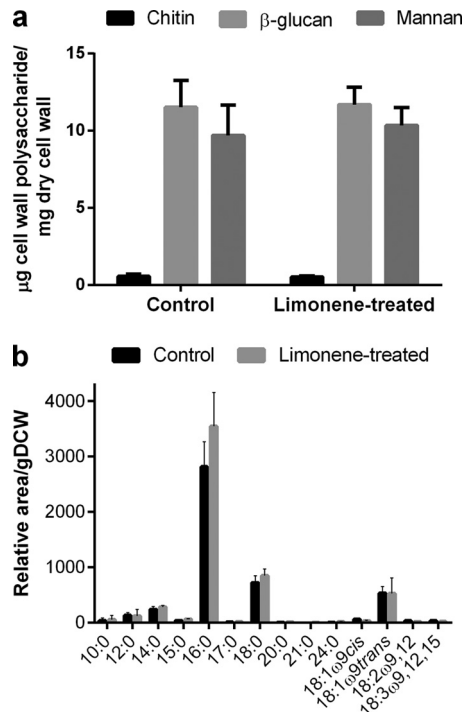 a
Chitin β-glucan Mannan
µg cell wall polysaccharide/
mg dry cell wall
15
10
5
0
Control Limonene-treated
b
Control Limonene-treated
Relative area/gDCW
4000
3000
2000
1000
0
10:0 12:0 14:0 15:0 16:0 17:0 18:0 20:0 21:0 24:0 18:1ω9cis 18:1ω9trans 18:2ω9,12 18:3ω9,12,15